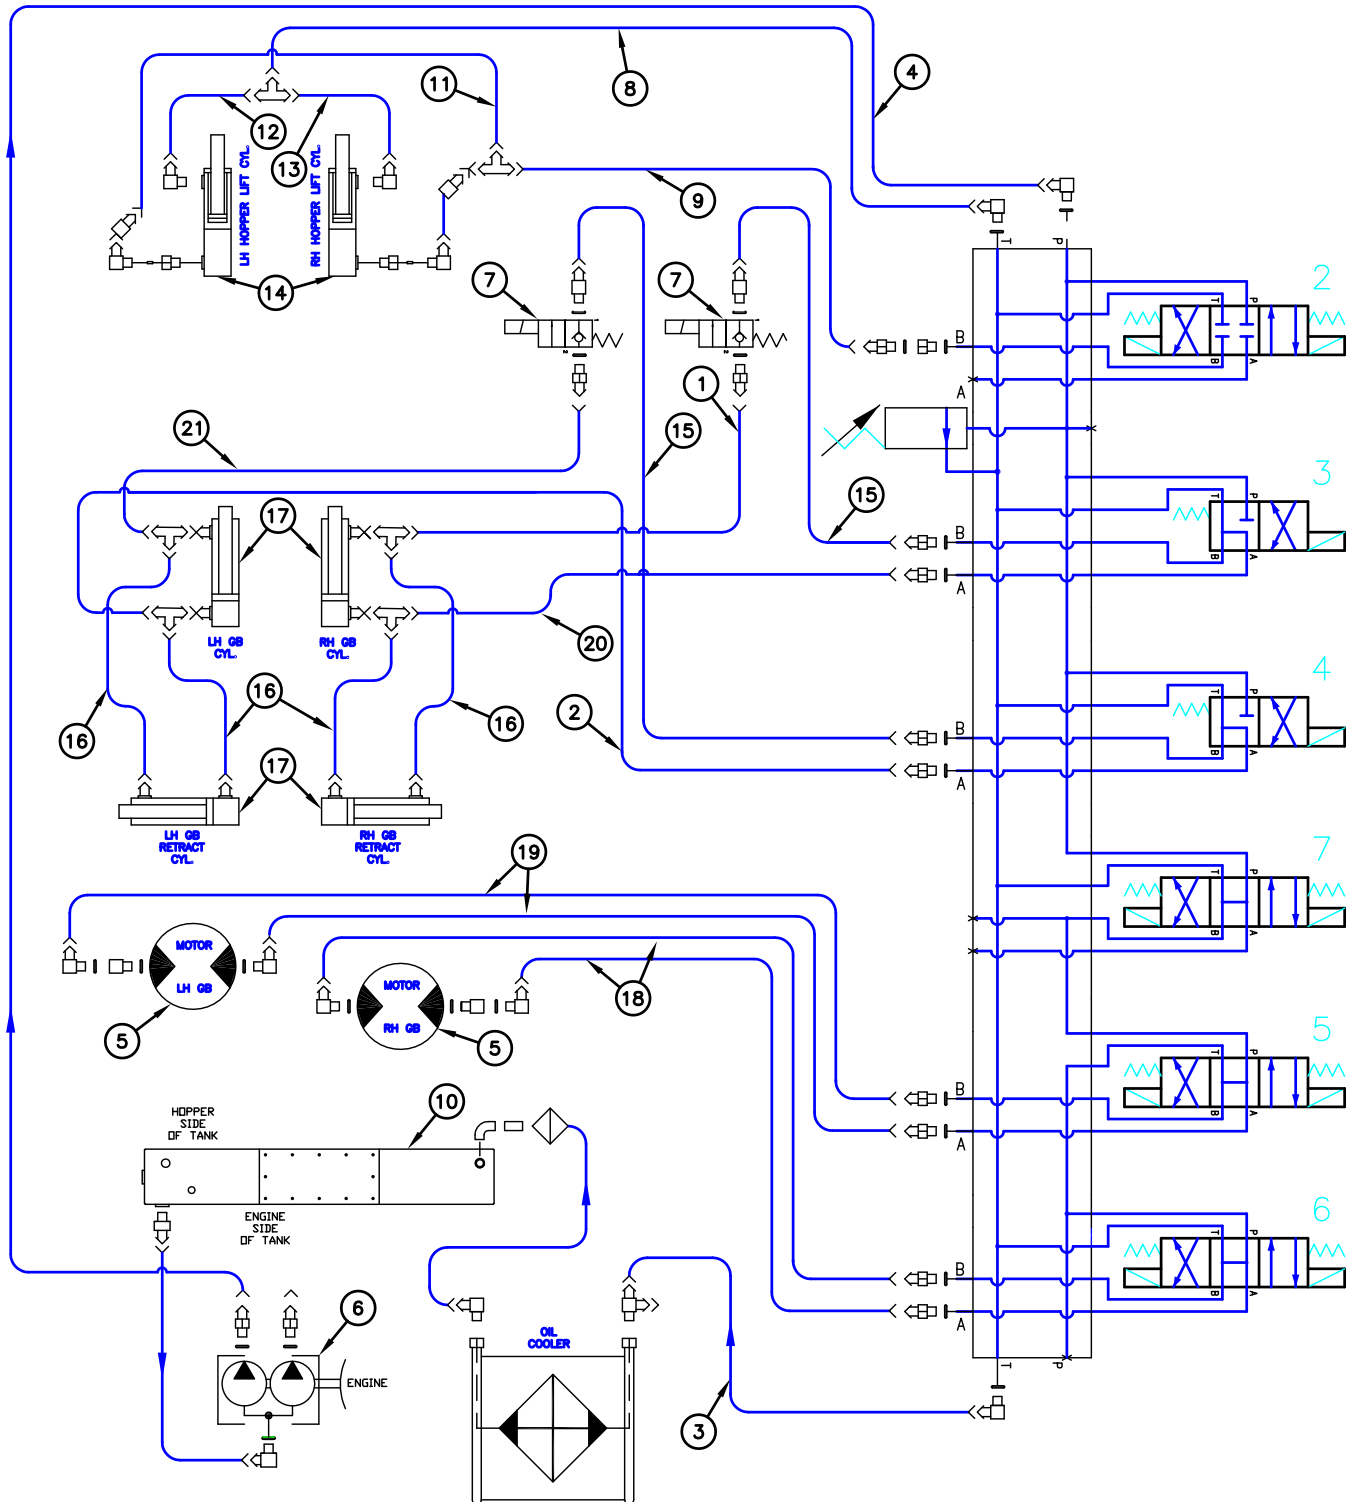 8
4
11
12
13
LH HOPPER LIFT CYL.
RH HOPPER LIFT CYL.
9
14
7
7
T
P
2
T
P
B
A
B
A
1
21
15
15
3
T
P
B
A
B
A
17
LH GB
CYL.
RH GB
CYL.
20
16
16
16
2
4
T
P
B
A
B
A
17
LH GB
RETRACT
CYL.
RH GB
RETRACT
CYL.
19
7
T
P
B
A
MOTOR
LH GB
MOTOR
RH GB
18
5
5
5
T
P
B
A
B
A
HOPPER
SIDE
OF TANK
10
ENGINE
SIDE
OF TANK
6
T
P
B
A
B
A
6
ENGINE
OIL
COOLER
3
T
P